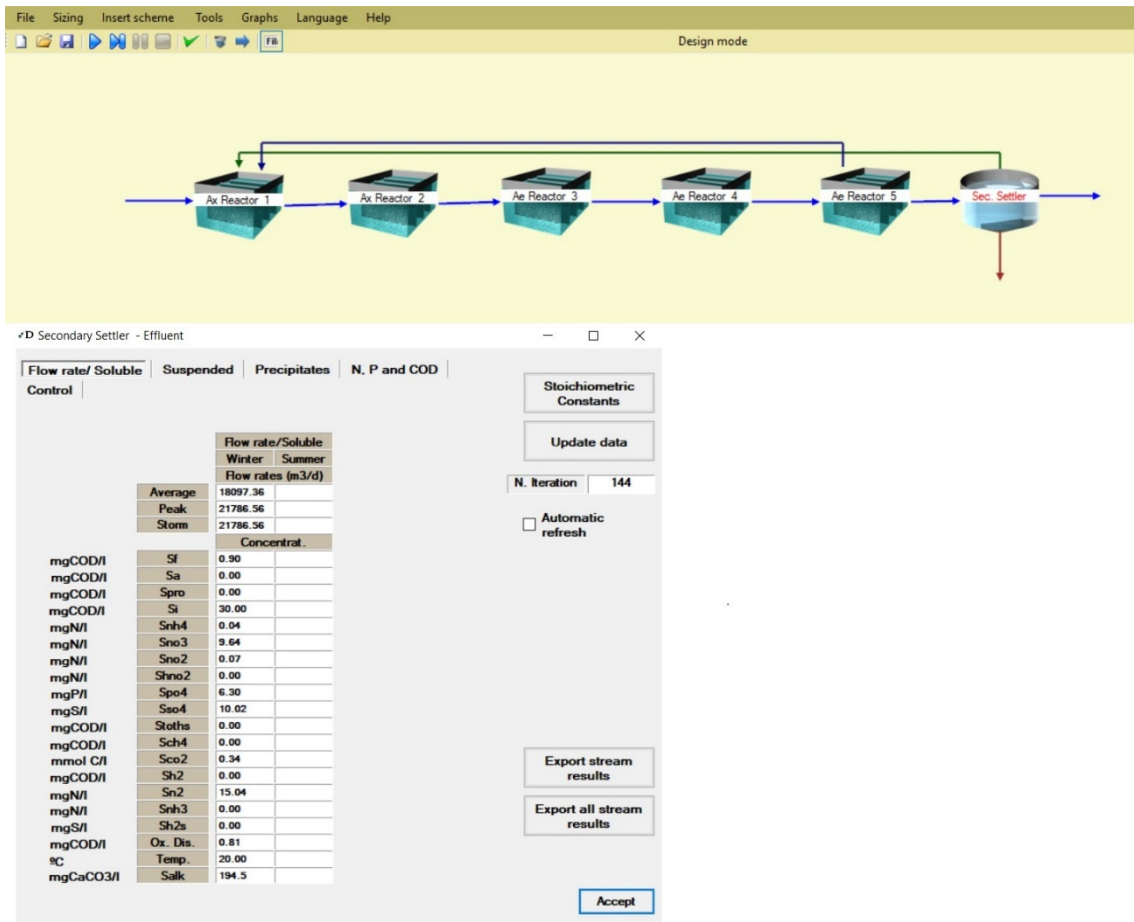 File Sizing Insert scheme Tools Graphs Language Help
Fili Design mode
Ax Reactor 1 Ax Reactor 2 Ae Reactor 3 Ae Reactor 4 Ae Reactor 5 Sec. Settler
Secondary Settler - Effluent
Flow rate/ Soluble Suspended Precipitates N, P and COD
Control
Stoichiometric
Constants
Update data
N. Iteration 144
Automatic
refresh
Flow rate/Soluble
Winter Summer
Flow rates (m3/d)
Average 18097.36
Peak 21786.56
Storm 21786.56
Concentrat.
mgCOD/l Sf 0.90
mgCOD/l Sa 0.00
mgCOD/l Spro 0.00
mgCOD/l Si 30.00
mgN/l Snh4 0.04
mgN/l Sno3 9.64
mgN/l Sno2 0.07
mgN/l Shno2 0.00
mgP/l Spo4 6.30
mgS/l Sso4 10.02
mgCOD/l Stoths 0.00
mgCOD/l Sch4 0.00
mmol C/l Sco2 0.34
mgCOD/l Sh2 0.00
mgN/l Sn2 15.04
mgN/l Snh3 0.00
mgS/l Sh2s 0.00
mgCOD/l Ox. Dis. 0.81
ºC Temp. 20.00
mgCaCO3/l Salk 194.5
Export stream
results
Export all stream
results
Accept